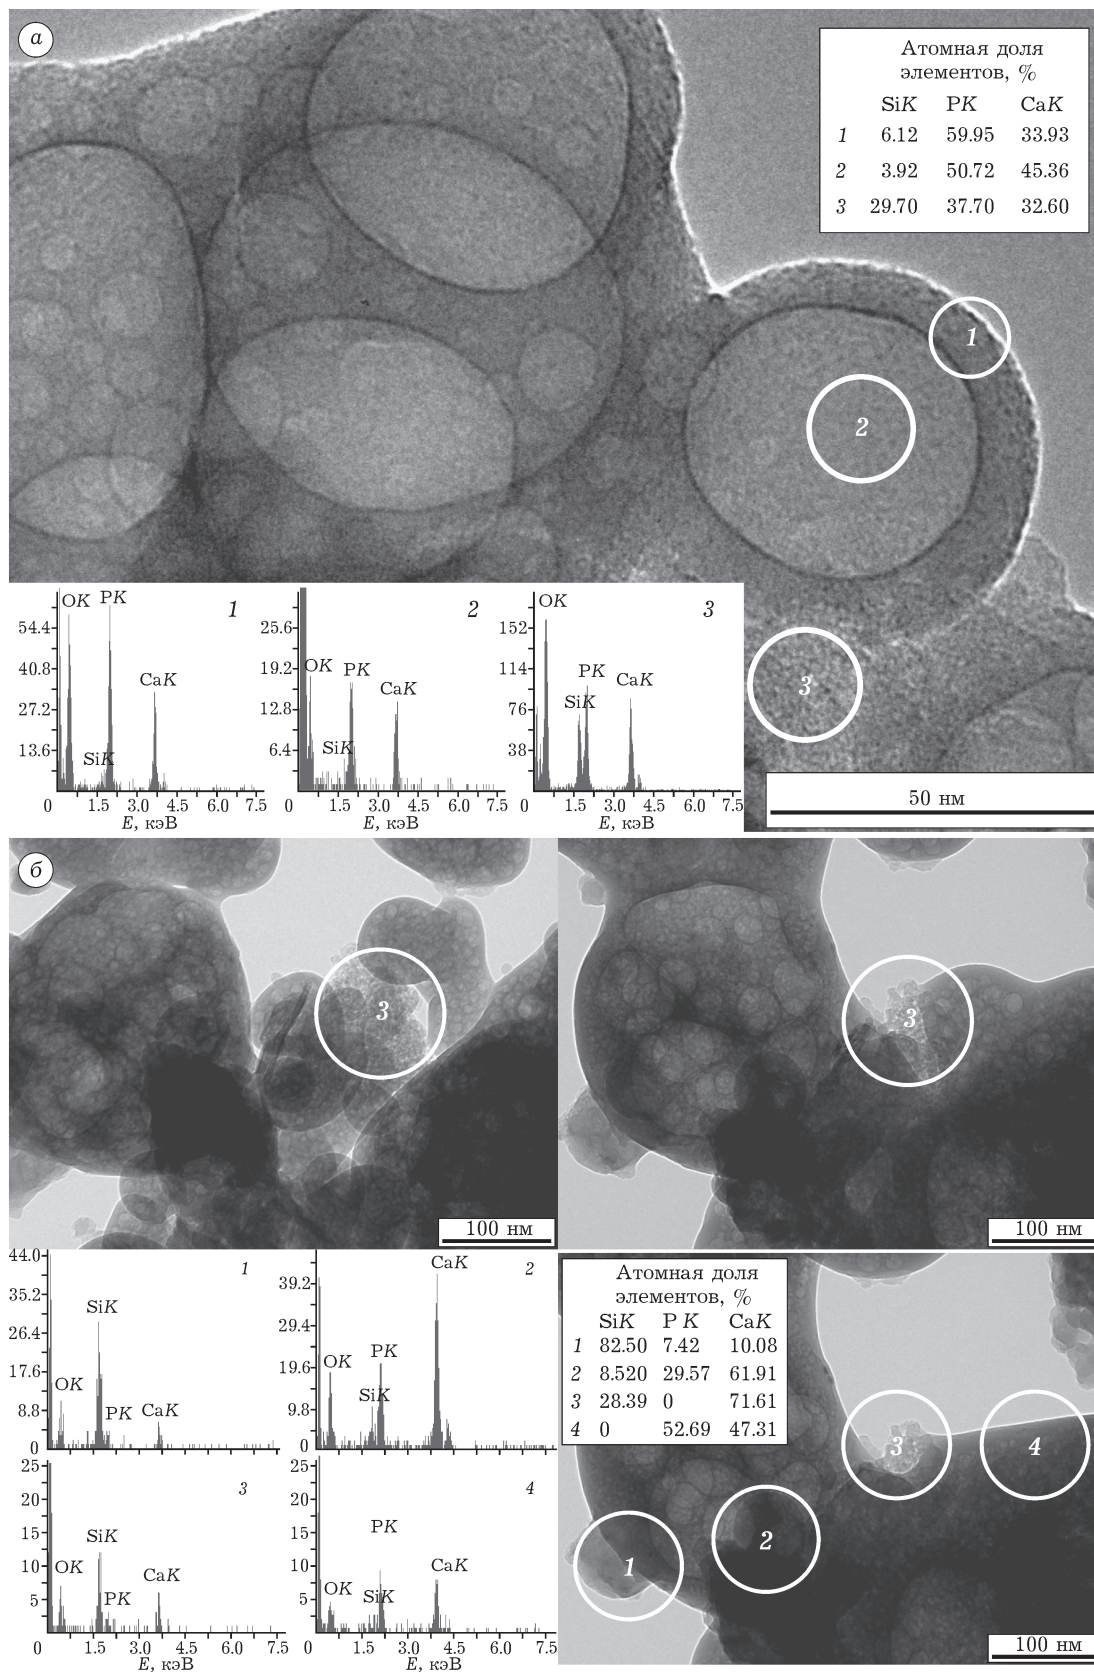 а
Атомная доля
элементов, %
SiK PK CaK
1 6.12 59.95 33.93
2 3.92 50.72 45.36
3 29.70 37.70 32.60
1
2
3
50 нм
1
OK PK
CaK
SiK
54.4
40.8
27.2
13.6
0 1.5 3.0 4.5 6.0 7.5
E, кэВ
2
OK PK
CaK
SiK
25.6
19.2
12.8
6.4
0 1.5 3.0 4.5 6.0 7.5
E, кэВ
3
OK
PK
SiK CaK
152
114
76
38
0 1.5 3.0 4.5 6.0 7.5
E, кэВ
б
3
100 нм
3
100 нм
1
SiK
OK
PK CaK
44.0
35.2
26.4
17.6
8.8
0
2
CaK
PK
OK
SiK
39.2
29.4
19.6
9.8
0
3
SiK
OK CaK
PK
25
20
15
10
5
0 1.5 3.0 4.5 6.0 7.5
E, кэВ
4
PK
CaK
OK
SiK
25
20
15
10
5
0 1.5 3.0 4.5 6.0 7.5
E, кэВ
Атомная доля
элементов, %
SiK P K CaK
1 82.50 7.42 10.08
2 8.520 29.57 61.91
3 28.39 0 71.61
4 0 52.69 47.31
3
4
2
1
100 нм